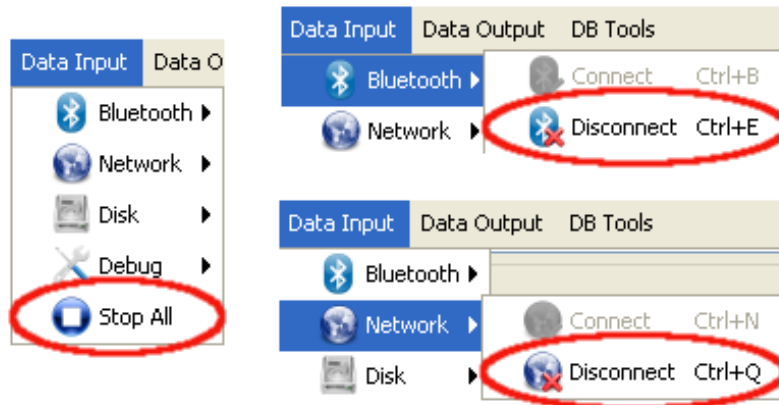 Data Input Data O
Bluetooth
Network
Disk
Debug
Stop All
Data Input Data Output DB Tools
Bluetooth Connect Ctrl+B
Network Disconnect Ctrl+E
Data Input Data Output DB Tools
Bluetooth
Network Connect Ctrl+N
Disk Disconnect Ctrl+Q